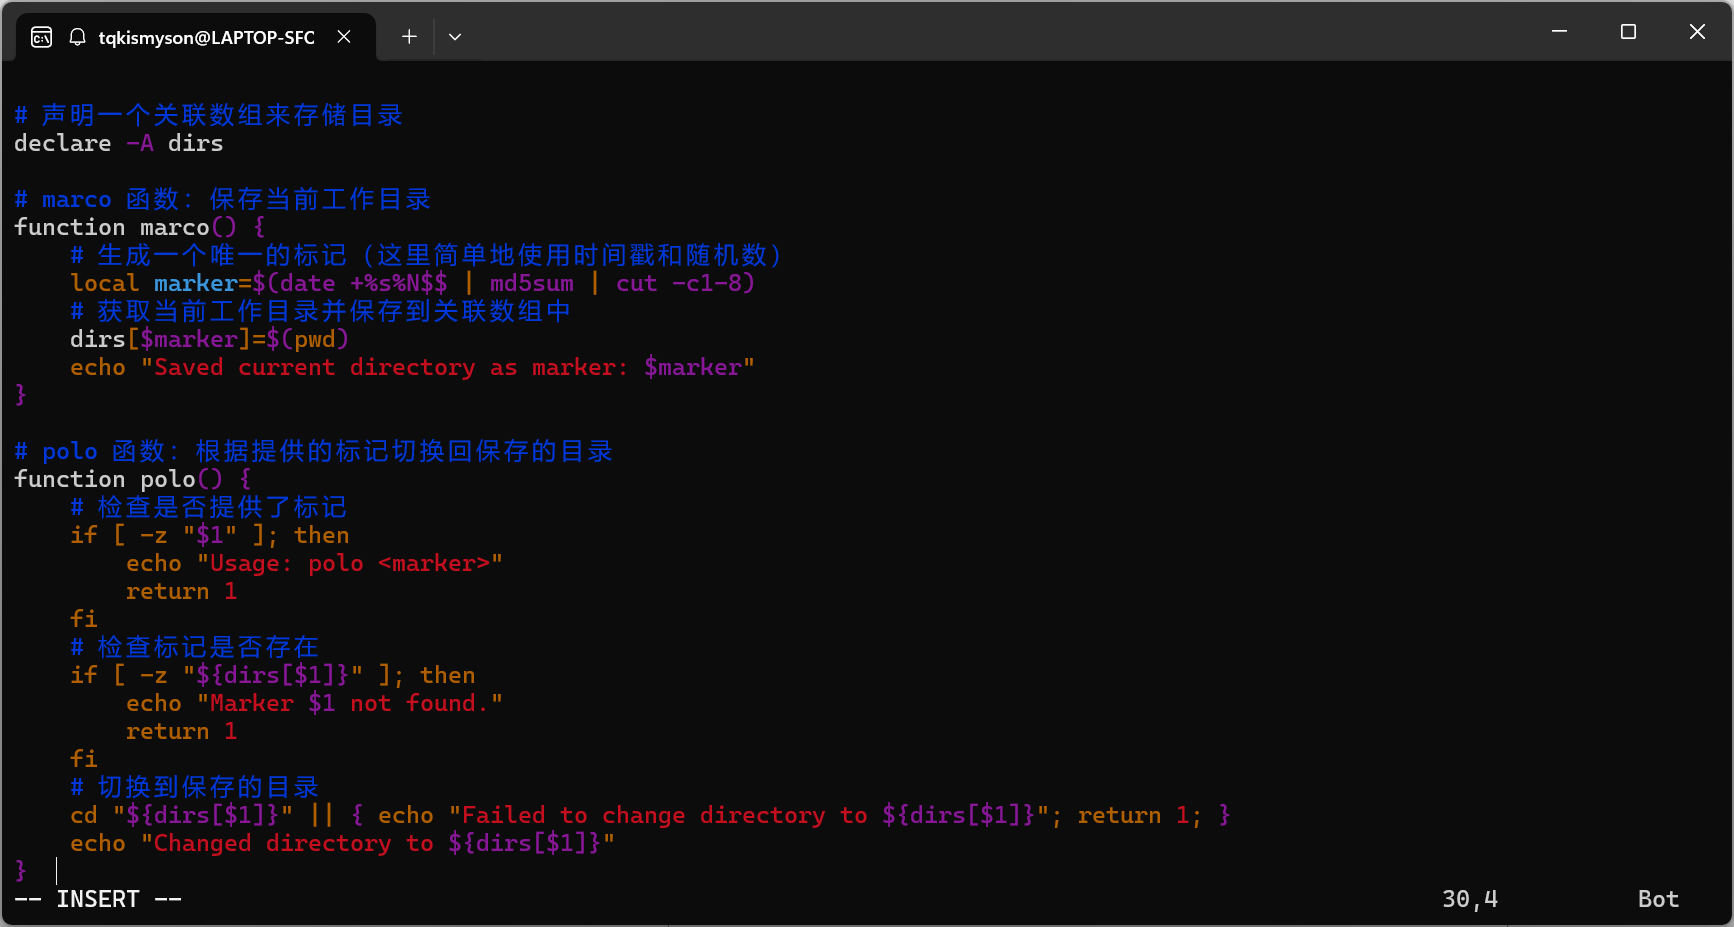 tqkismyson@LAPTOP-SFC
# 声明一个关联数组来存储目录
declare -A dirs
# marco 函数：保存当前工作目录
function marco() {
    # 生成一个唯一的标记（这里简单地使用时间戳和随机数）
    local marker=$(date +%s%N$$ | md5sum | cut -c1-8)
    # 获取当前工作目录并保存到关联数组中
    dirs[$marker]=$(pwd)
    echo "Saved current directory as marker: $marker"
}
# polo 函数：根据提供的标记切换回保存的目录
function polo() {
    # 检查是否提供了标记
    if [ -z "$1" ]; then
        echo "Usage: polo <marker>"
        return 1
    fi
    # 检查标记是否存在
    if [ -z "${dirs[$1]}" ]; then
        echo "Marker $1 not found."
        return 1
    fi
    # 切换到保存的目录
    cd "${dirs[$1]}" || { echo "Failed to change directory to ${dirs[$1]}"; return 1; }
    echo "Changed directory to ${dirs[$1]}"
}
-- INSERT -- 30,4 Bot